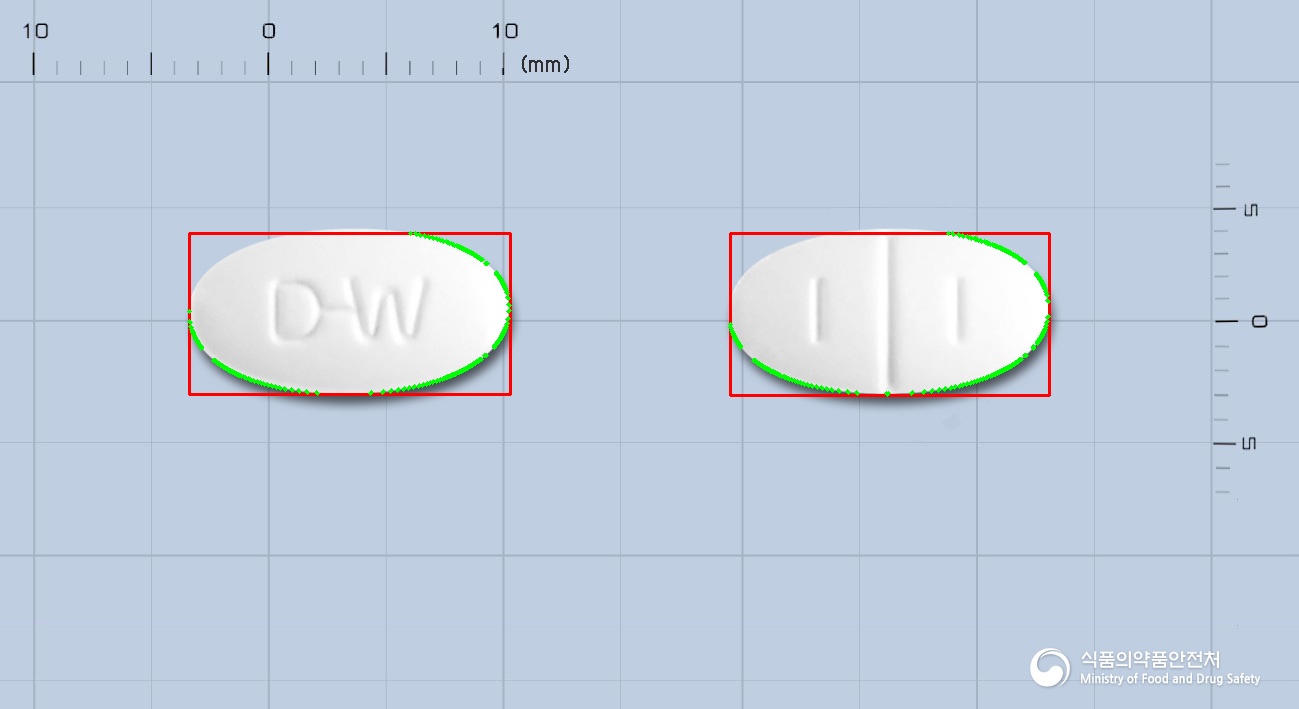 10 0 10
(mm)
D-W
I I
5
0
5
식품의약품안전처
Ministry of Food and Drug Safety